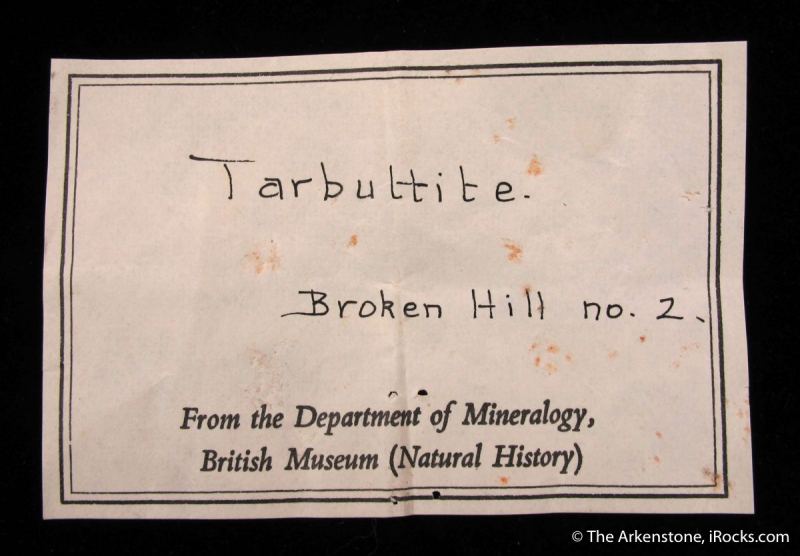 Tarbuttite.
Broken Hill no. 2.
From the Department of Mineralogy,
British Museum (Natural History)
© The Arkenstone, iRocks.com